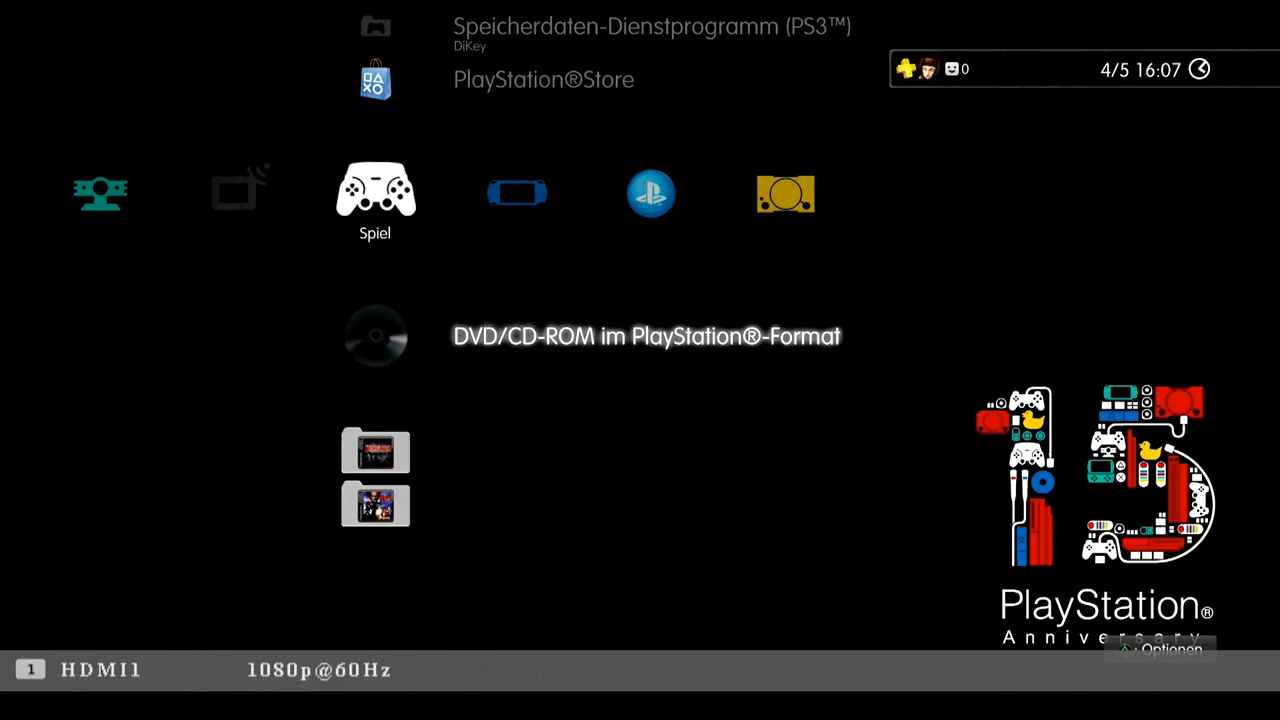 Speicherdaten-Dienstprogramm (PS3™)
DiKey
PlayStation®Store
0
4/5 16:07
Spiel
DVD/CD-ROM im PlayStation®-Format
PlayStation®
Anniversary
: Optionen
1 HDMI1 1080p@60Hz